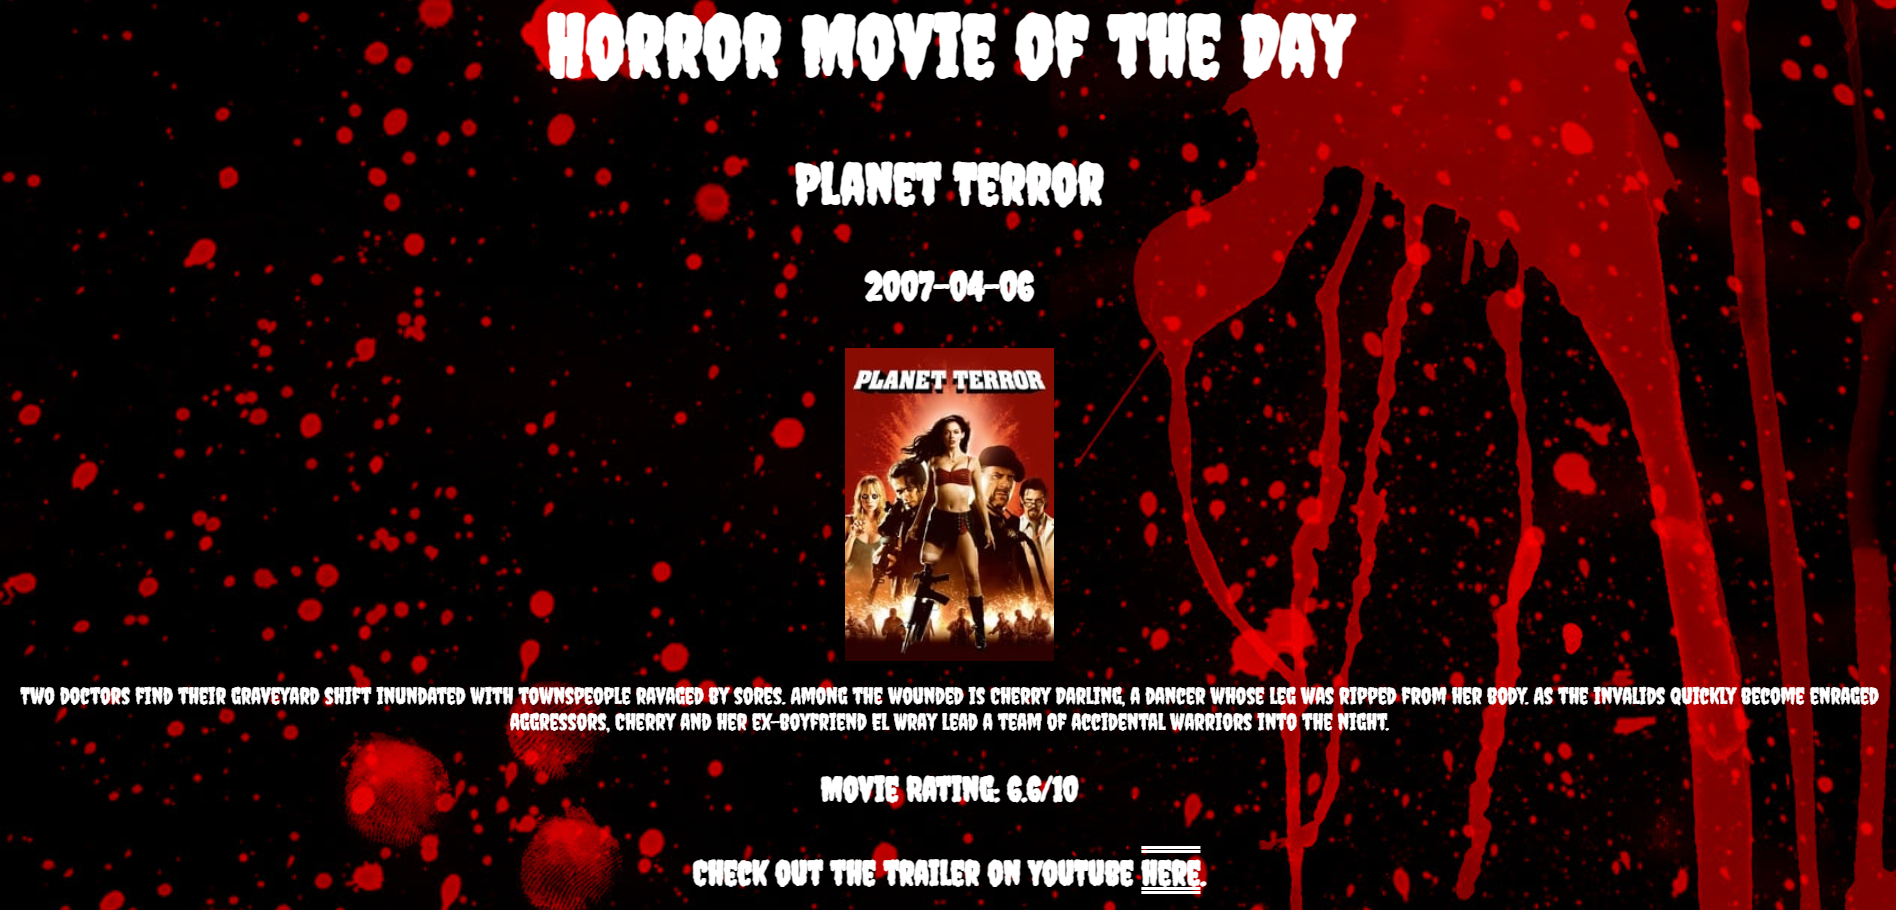 HORROR MOVIE OF THE DAY
PLANET TERROR
2007-04-06
PLANET TERROR
TWO DOCTORS FIND THEIR GRAVEYARD SHIFT INUNDATED WITH TOWNSPEOPLE RAVAGED BY SORES. AMONG THE WOUNDED IS CHERRY DARLING, A DANCER WHOSE LEG WAS RIPPED FROM HER BODY. AS THE INVALIDS QUICKLY BECOME ENRAGED
AGGRESSORS, CHERRY AND HER EX-BOYFRIEND EL WRAY LEAD A TEAM OF ACCIDENTAL WARRIORS INTO THE NIGHT.
MOVIE RATING: 6.6/10
CHECK OUT THE TRAILER ON YOUTUBE HERE.